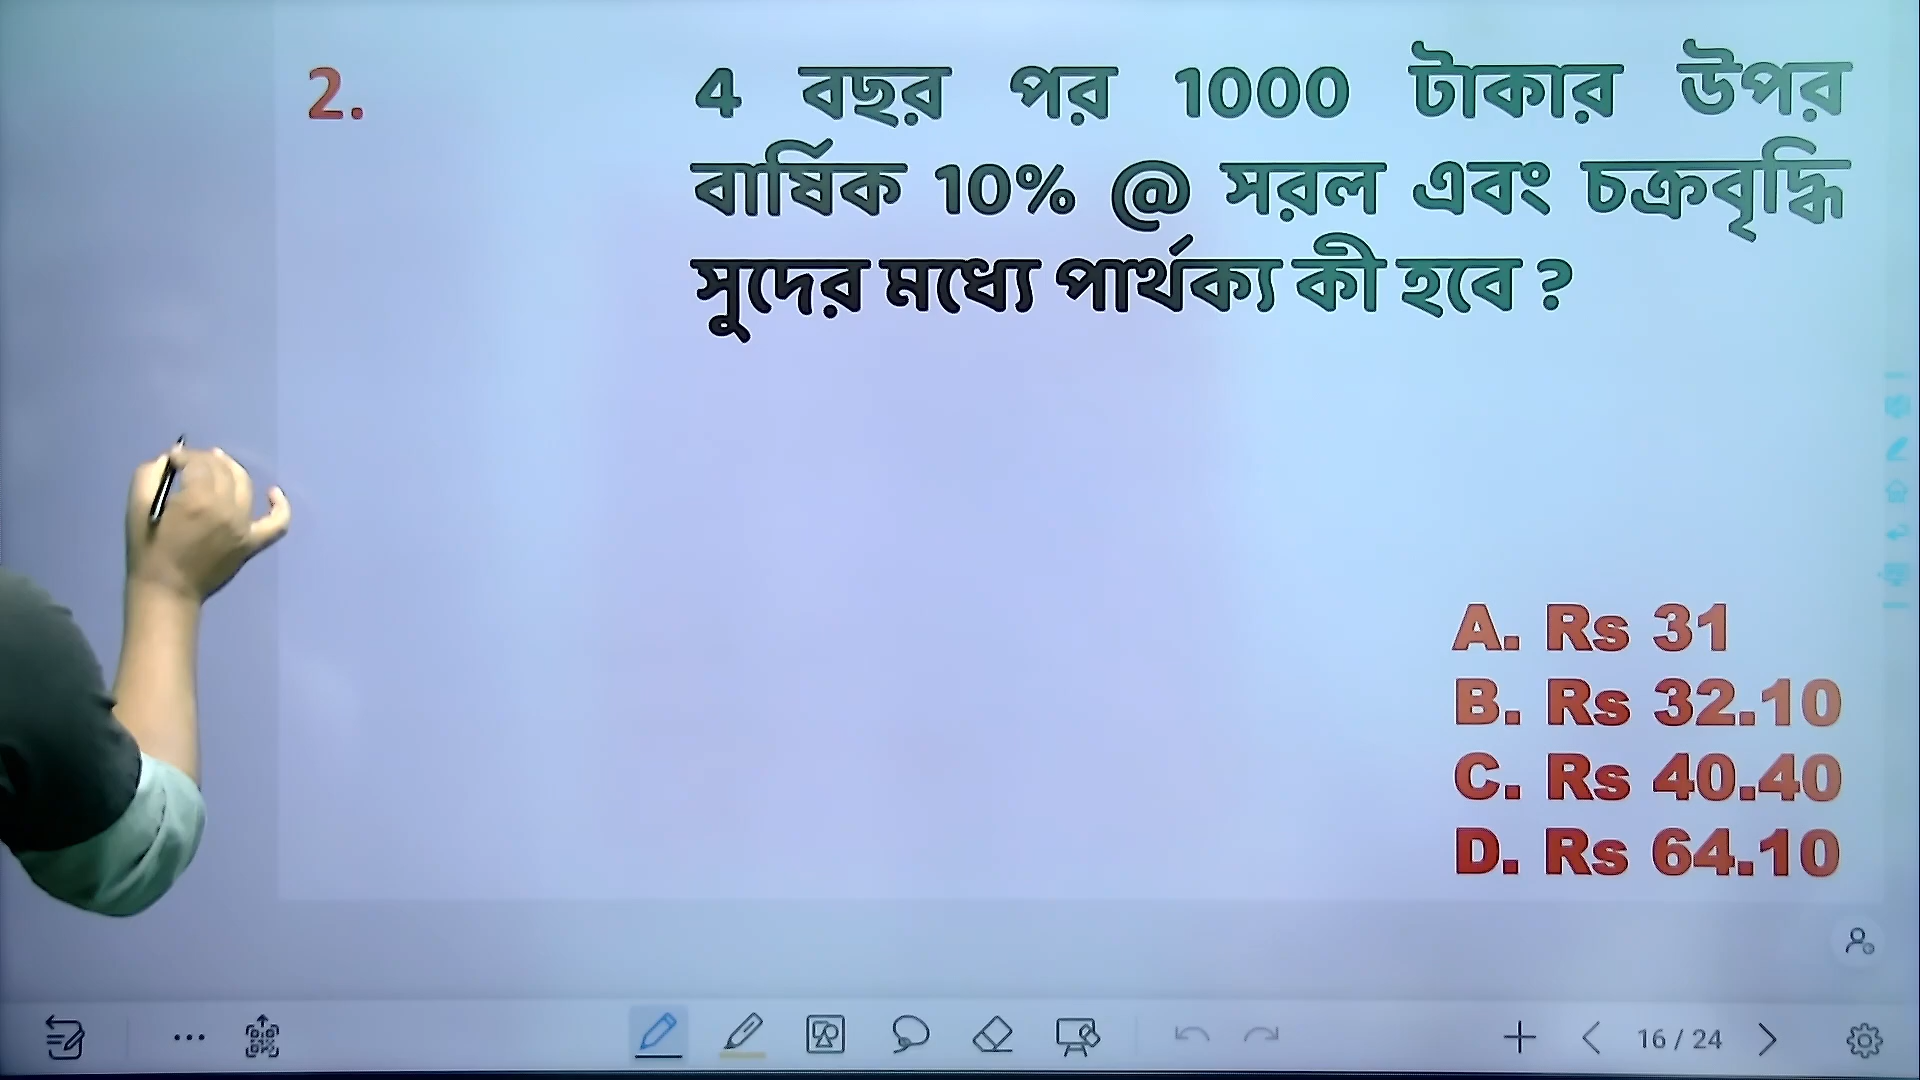 2. 4 বছর পর 1000 টাকার উপর
বার্ষিক 10% @ সরল এবং চক্রবৃদ্ধি
সুদের মধ্যে পার্থক্য কী হবে ?
A. Rs 31
B. Rs 32.10
C. Rs 40.40
D. Rs 64.10
16 / 24